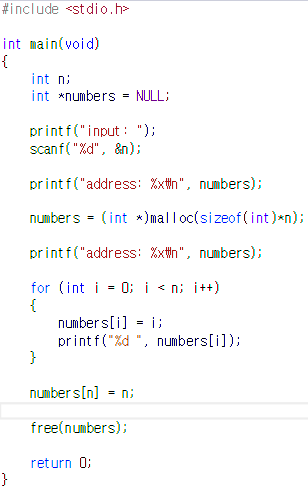 #include <stdio.h>
int main(void)
{
int n;
int *numbers = NULL;
printf("input: ");
scanf("%d", &n);
printf("address: %x₩n", numbers);
numbers = (int *)malloc(sizeof(int)*n);
printf("address: %x₩n", numbers);
for (int i = 0; i < n; i++)
{
numbers[i] = i;
printf("%d ", numbers[i]);
}
numbers[n] = n;
free(numbers);
return 0;
}